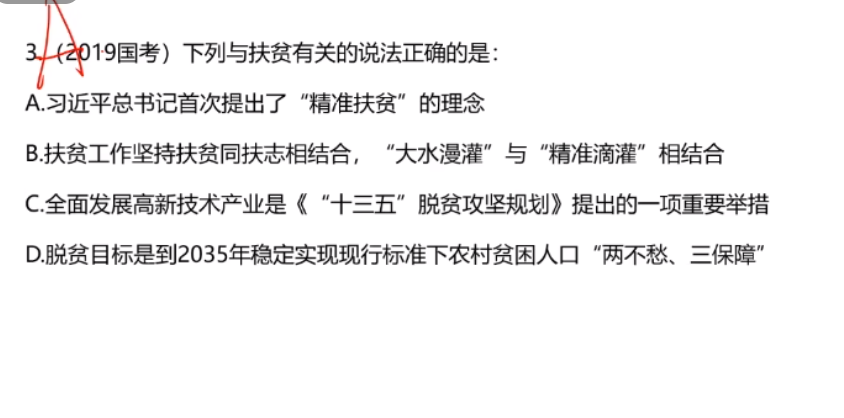 A
3.（2019国考）下列与扶贫有关的说法正确的是：
A.习近平总书记首次提出了“精准扶贫”的理念
B.扶贫工作坚持扶贫同扶志相结合，“大水漫灌”与“精准滴灌”相结合
C.全面发展高新技术产业是《“十三五”脱贫攻坚规划》提出的一项重要举措
D.脱贫目标是到2035年稳定实现现行标准下农村贫困人口“两不愁、三保障”